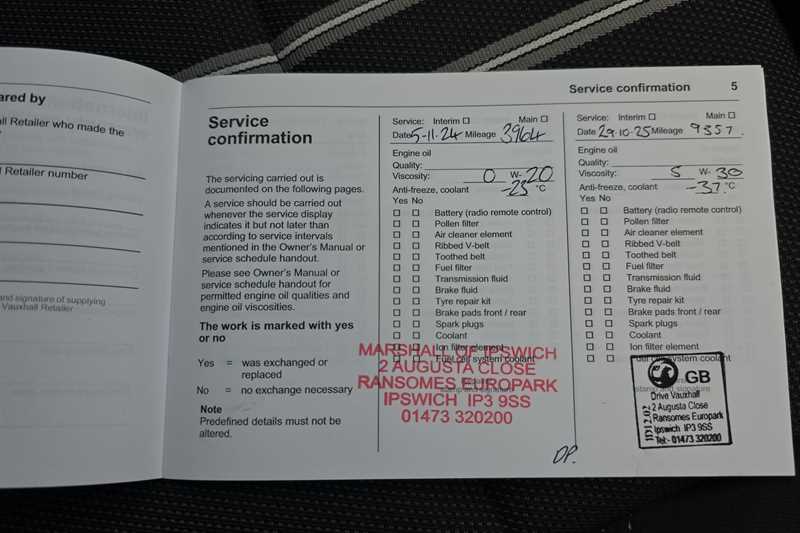 ared by
ll Retailer who made the
l Retailer number
and signature of supplying
Vauxhall Retailer
Service confirmation 5
Service
confirmation
The servicing carried out is
documented on the following pages.
A service should be carried out
whenever the service display
indicates it but not later than
according to service intervals
mentioned in the Owner's Manual or
service schedule handout.
Please see Owner's Manual or
service schedule handout for
permitted engine oil qualities and
engine oil viscosities.
The work is marked with yes
or no
Yes = was exchanged or
replaced
No = no exchange necessary
Note
Predefined details must not be
altered.
Service: Interim ☐ Main ☐
Date 5-11-24 Mileage 3964
Engine oil
Quality:
Viscosity: 0 W- 20
Anti-freeze, coolant -25 °C
Yes No
☐ ☐ Battery (radio remote control)
☐ ☐ Pollen filter
☐ ☐ Air cleaner element
☐ ☐ Ribbed V-belt
☐ ☐ Toothed belt
☐ ☐ Fuel filter
☐ ☐ Transmission fluid
☐ ☐ Brake fluid
☐ ☐ Tyre repair kit
☐ ☐ Brake pads front / rear
☐ ☐ Spark plugs
☐ ☐ Coolant
☐ ☐ Ion filter element
☐ ☐ Fuel cell system coolant
MARSHALL OF IPSWICH
2 AUGUSTA CLOSE
RANSOMES EUROPARK
IPSWICH IP3 9SS
01473 320200
DP.
Service: Interim ☐ Main ☐
Date 29-10-25 Mileage 9357.
Engine oil
Quality:
Viscosity: 5 W- 30
Anti-freeze, coolant -37 °C
Yes No
☐ ☐ Battery (radio remote control)
☐ ☐ Pollen filter
☐ ☐ Air cleaner element
☐ ☐ Ribbed V-belt
☐ ☐ Toothed belt
☐ ☐ Fuel filter
☐ ☐ Transmission fluid
☐ ☐ Brake fluid
☐ ☐ Tyre repair kit
☐ ☐ Brake pads front / rear
☐ ☐ Spark plugs
☐ ☐ Coolant
☐ ☐ Ion filter element
☐ ☐ Fuel cell system coolant
and signature
GB
Drive Vauxhall
2 Augusta Close
Ransomes Europark
Ipswich IP3 9SS
Tel:- 01473 320200